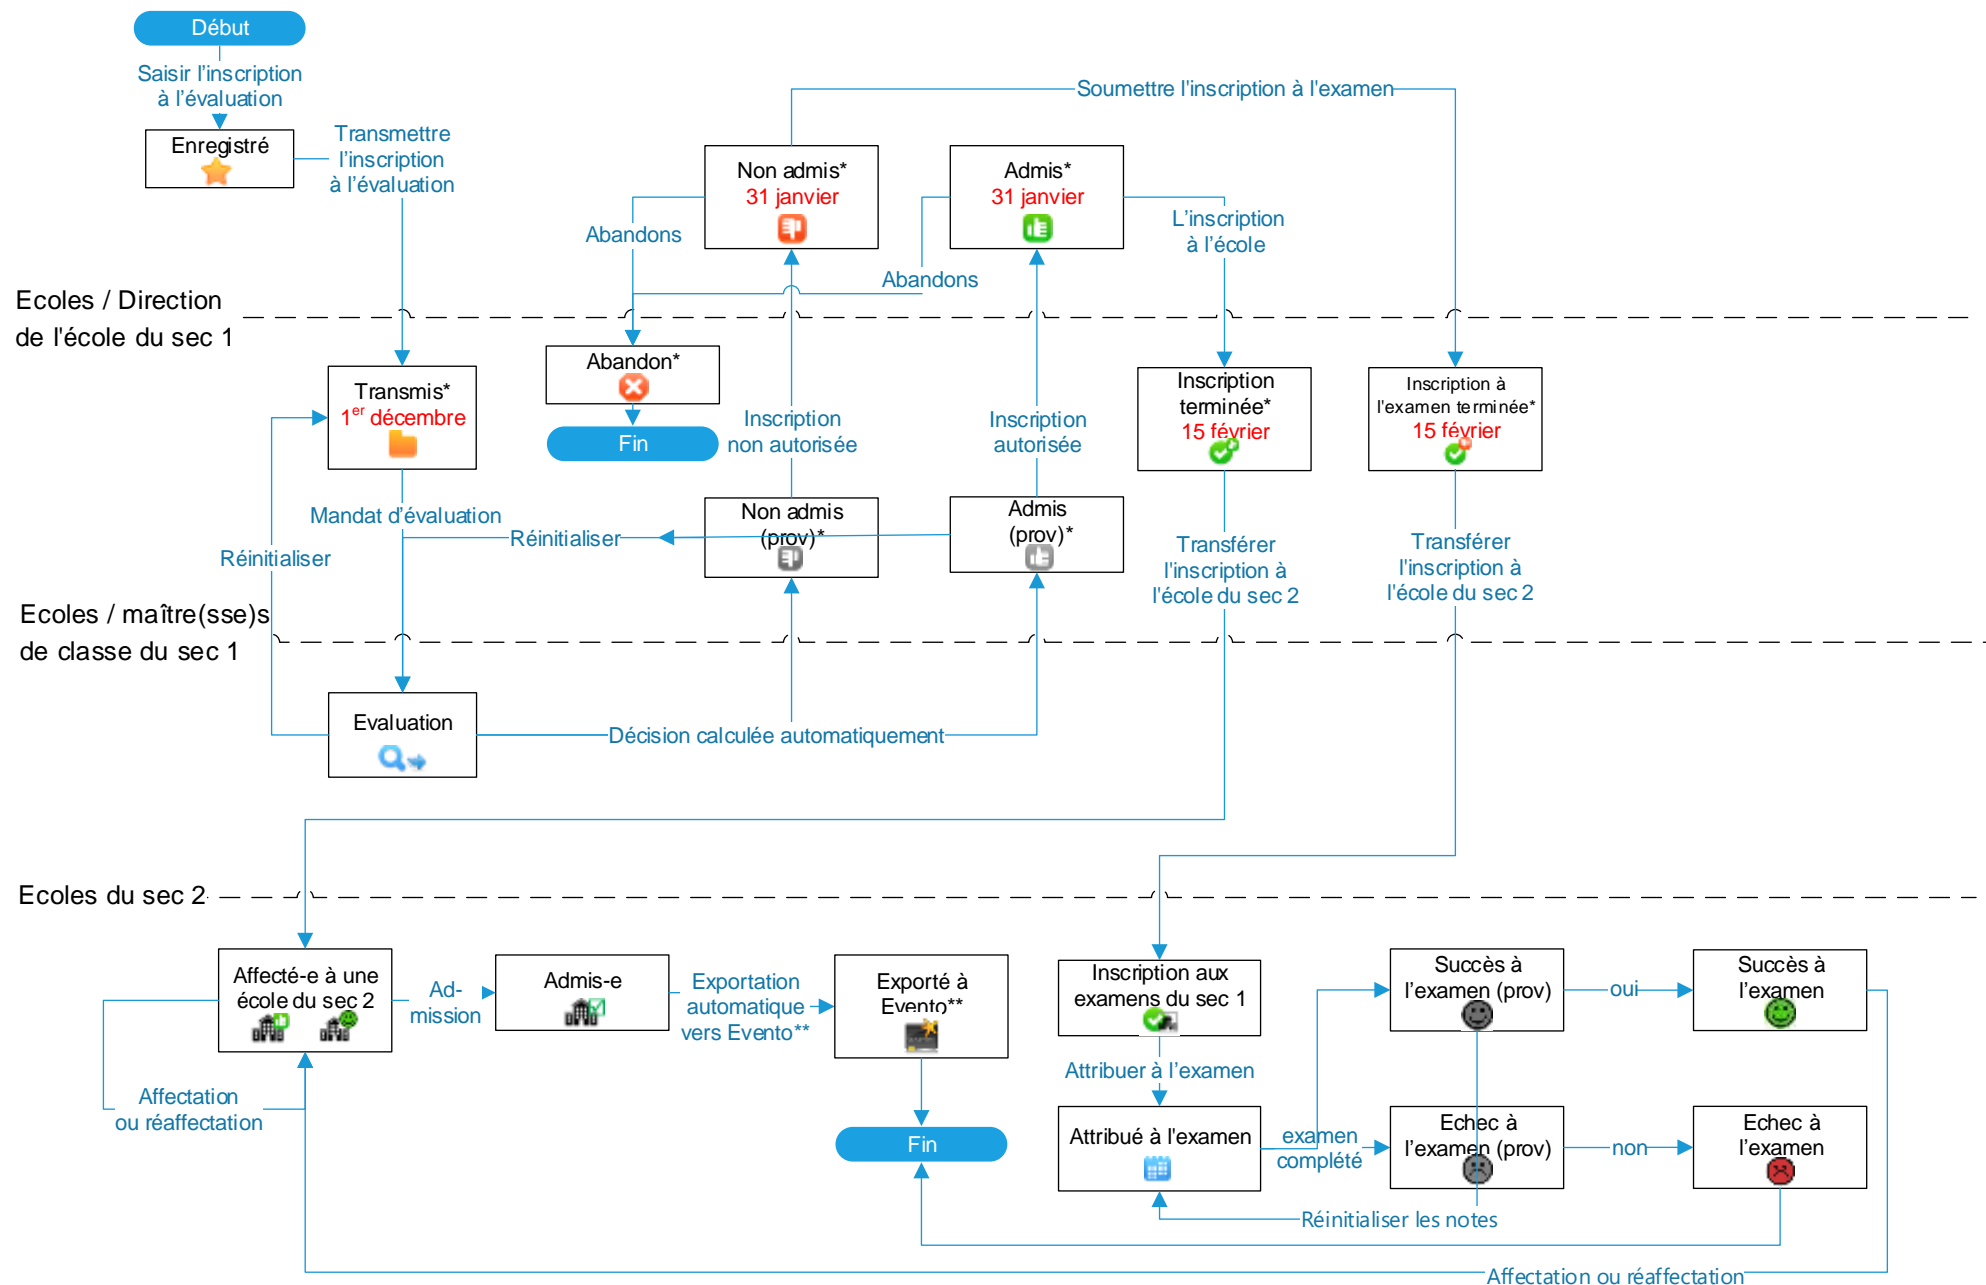 Début
Saisir l'inscription
à l'évaluation
Enregistré
Transmettre
l'inscription
à l'évaluation
Soumettre l'inscription à l'examen
Non admis*
31 janvier
Admis*
31 janvier
L'inscription
à l'école
Abandons
Abandons
Ecoles / Direction
de l'école du sec 1
Transmis*
1er décembre
Abandon*
Fin
Inscription
non autorisée
Inscription
autorisée
Inscription
terminée*
15 février
Inscription à
l'examen terminée*
15 février
Mandat d'évaluation
Réinitialiser
Réinitialiser
Non admis
(prov)*
Admis
(prov)*
Transférer
l'inscription à
l'école du sec 2
Transférer
l'inscription à
l'école du sec 2
Ecoles / maître(sse)s
de classe du sec 1
Evaluation
Décision calculée automatiquement
Ecoles du sec 2
Affecté-e à une
école du sec 2
Ad-
mission
Admis-e
Exportation
automatique
vers Evento**
Exporté à
Evento**
Inscription aux
examens du sec 1
Succès à
l'examen (prov)
oui
Succès à
l'examen
Affectation
ou réaffectation
Attribuer à l'examen
Fin
Attribué à l'examen
examen
complété
Echec à
l'examen (prov)
non
Echec à
l'examen
Réinitialiser les notes
Affectation ou réaffectation